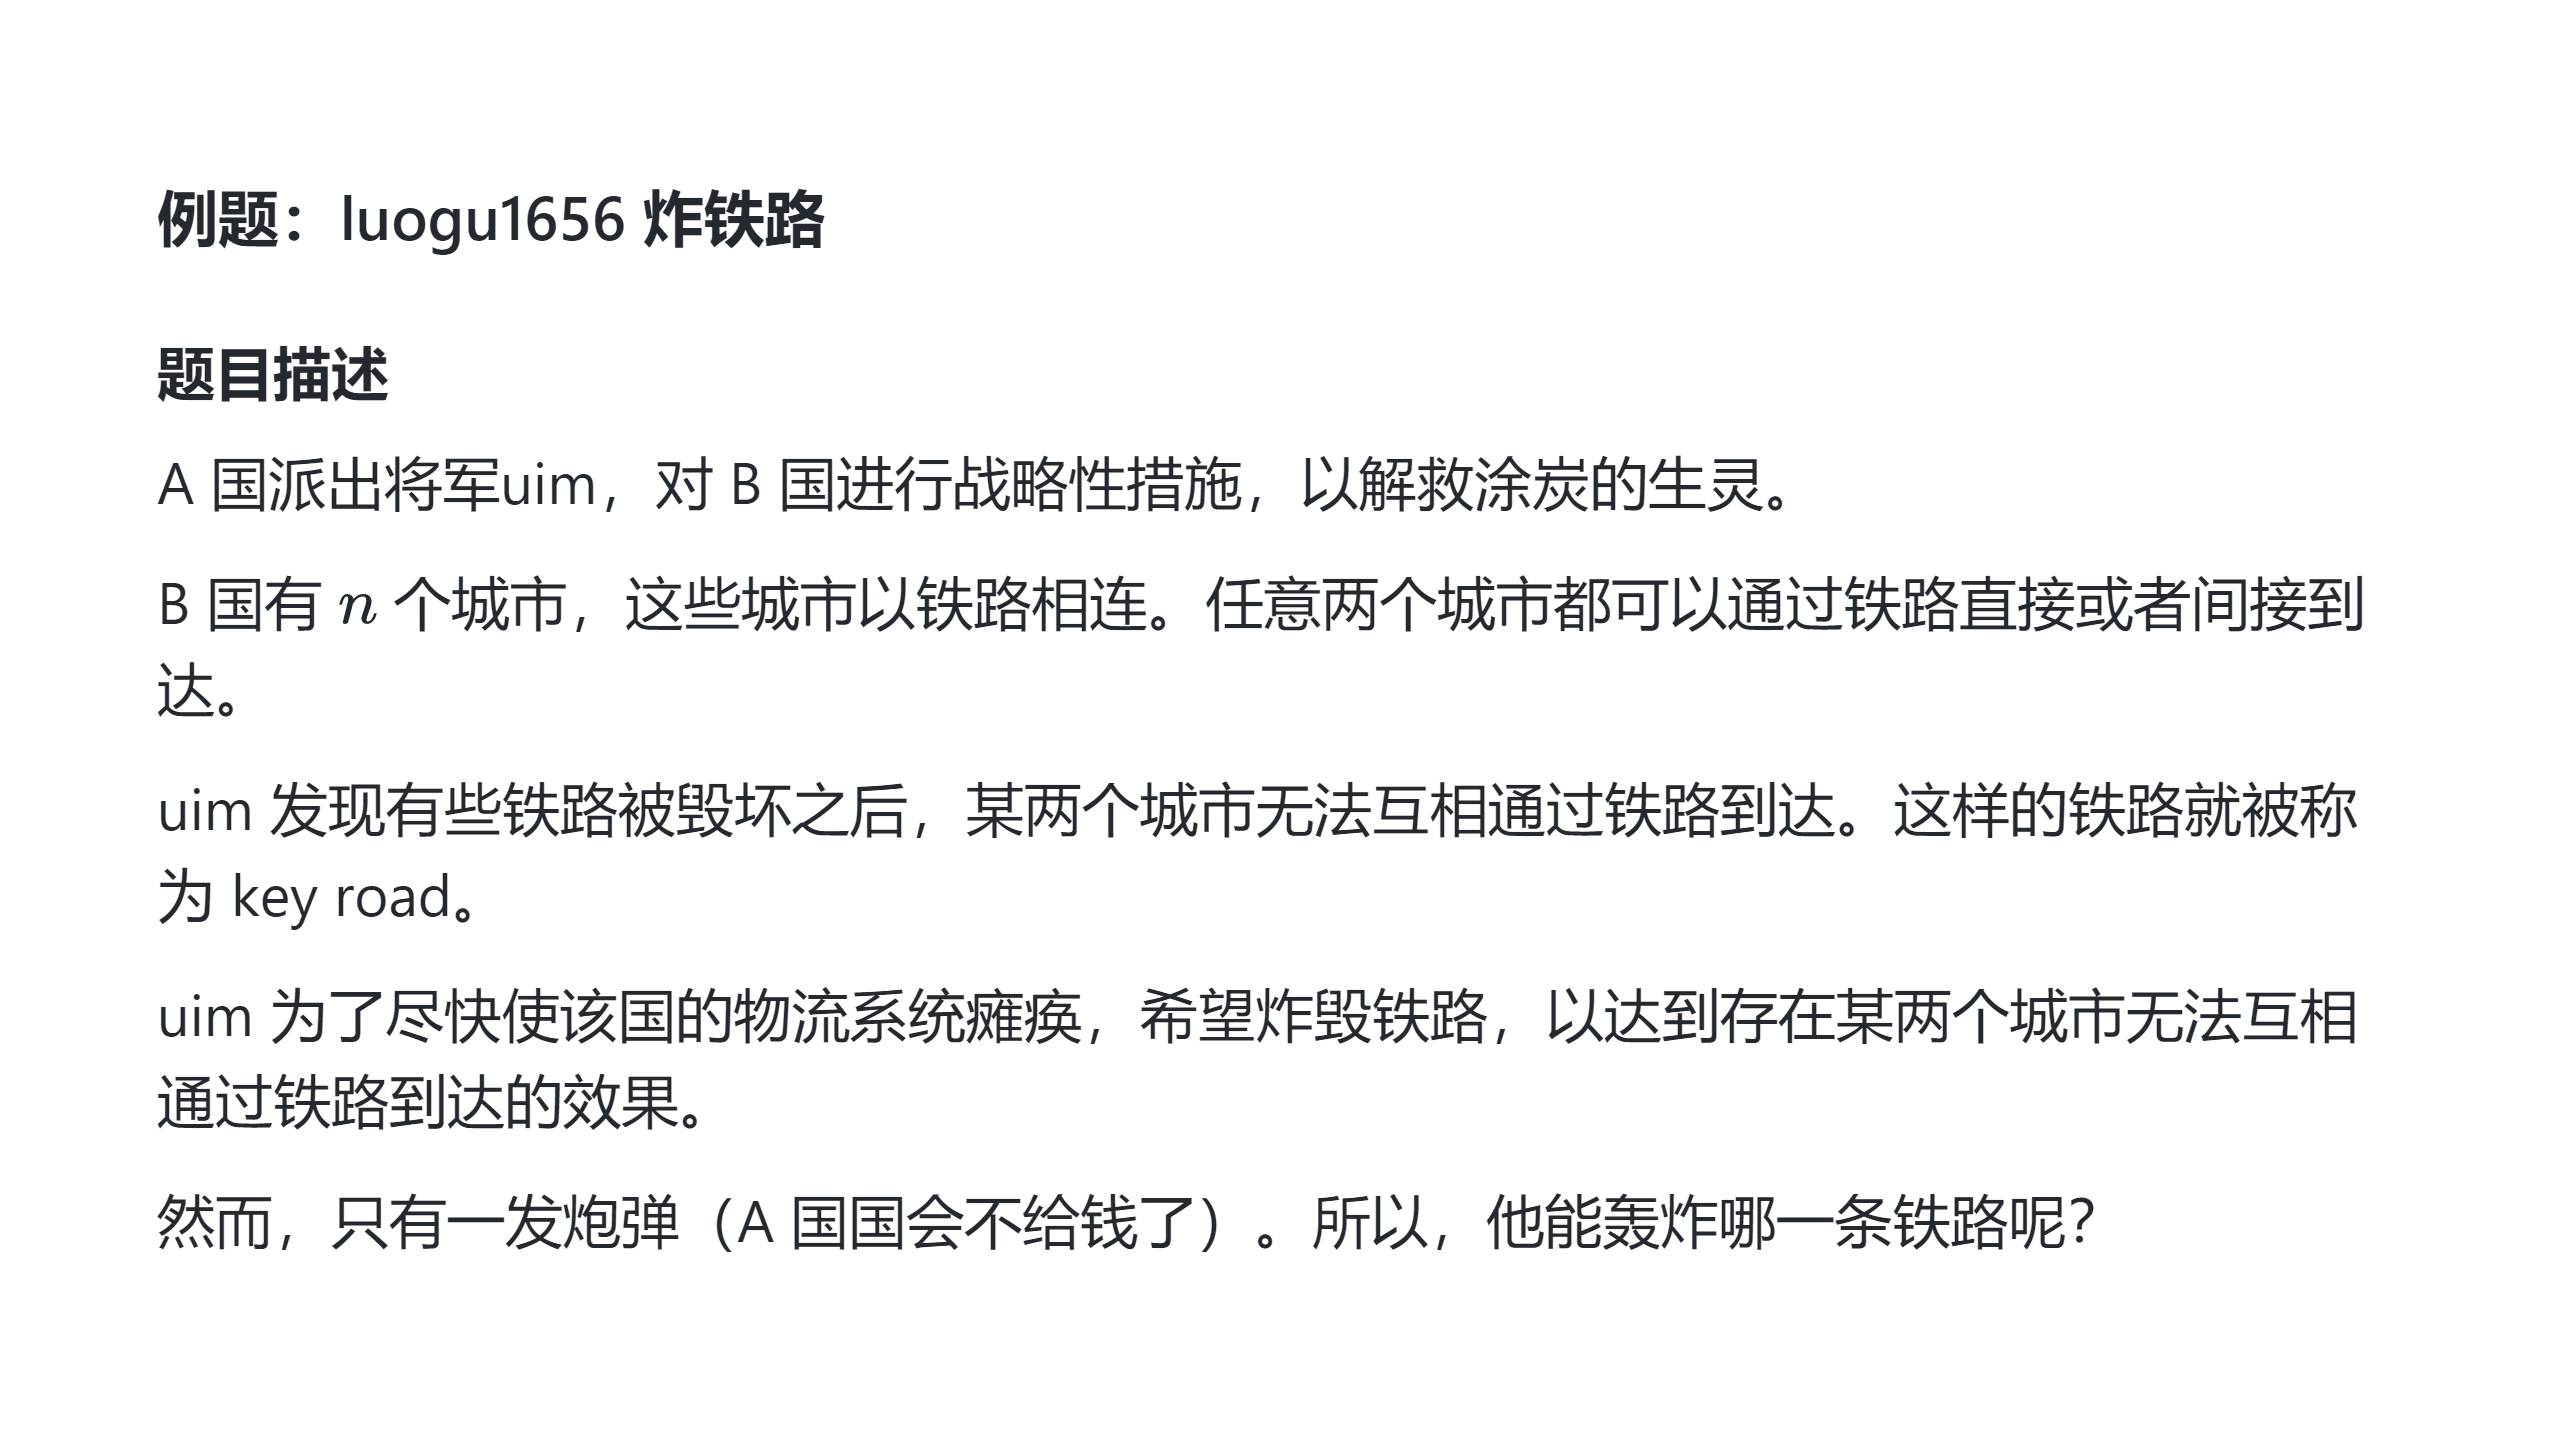 例题：luogu1656 炸铁路
题目描述
A 国派出将军uim，对 B 国进行战略性措施，以解救涂炭的生灵。
B 国有 n 个城市，这些城市以铁路相连。任意两个城市都可以通过铁路直接或者间接到
达。
uim 发现有些铁路被毁坏之后，某两个城市无法互相通过铁路到达。这样的铁路就被称
为 key road。
uim 为了尽快使该国的物流系统瘫痪，希望炸毁铁路，以达到存在某两个城市无法互相
通过铁路到达的效果。
然而，只有一发炮弹（A 国国会不给钱了）。所以，他能轰炸哪一条铁路呢？